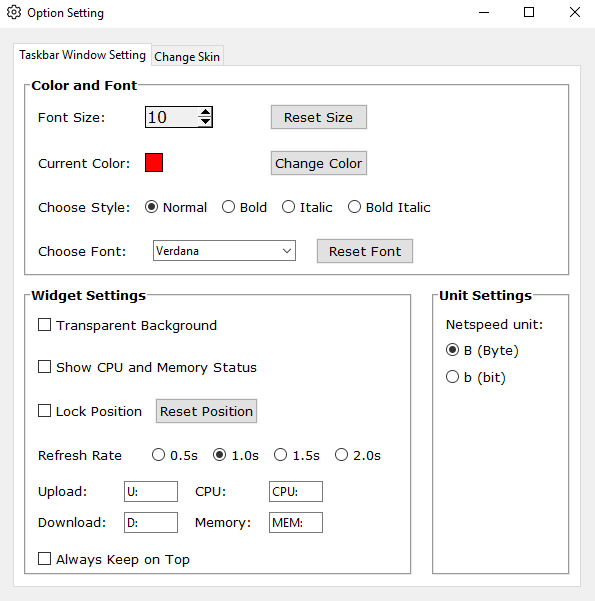 Option Setting
Taskbar Window Setting Change Skin
Color and Font
Font Size: 10 Reset Size
Current Color: Change Color
Choose Style: Normal Bold Italic Bold Italic
Choose Font: Verdana Reset Font
Widget Settings
Transparent Background
Show CPU and Memory Status
Lock Position Reset Position
Refresh Rate 0.5s 1.0s 1.5s 2.0s
Upload: U: CPU: CPU:
Download: D: Memory: MEM:
Always Keep on Top
Unit Settings
Netspeed unit:
B (Byte)
b (bit)